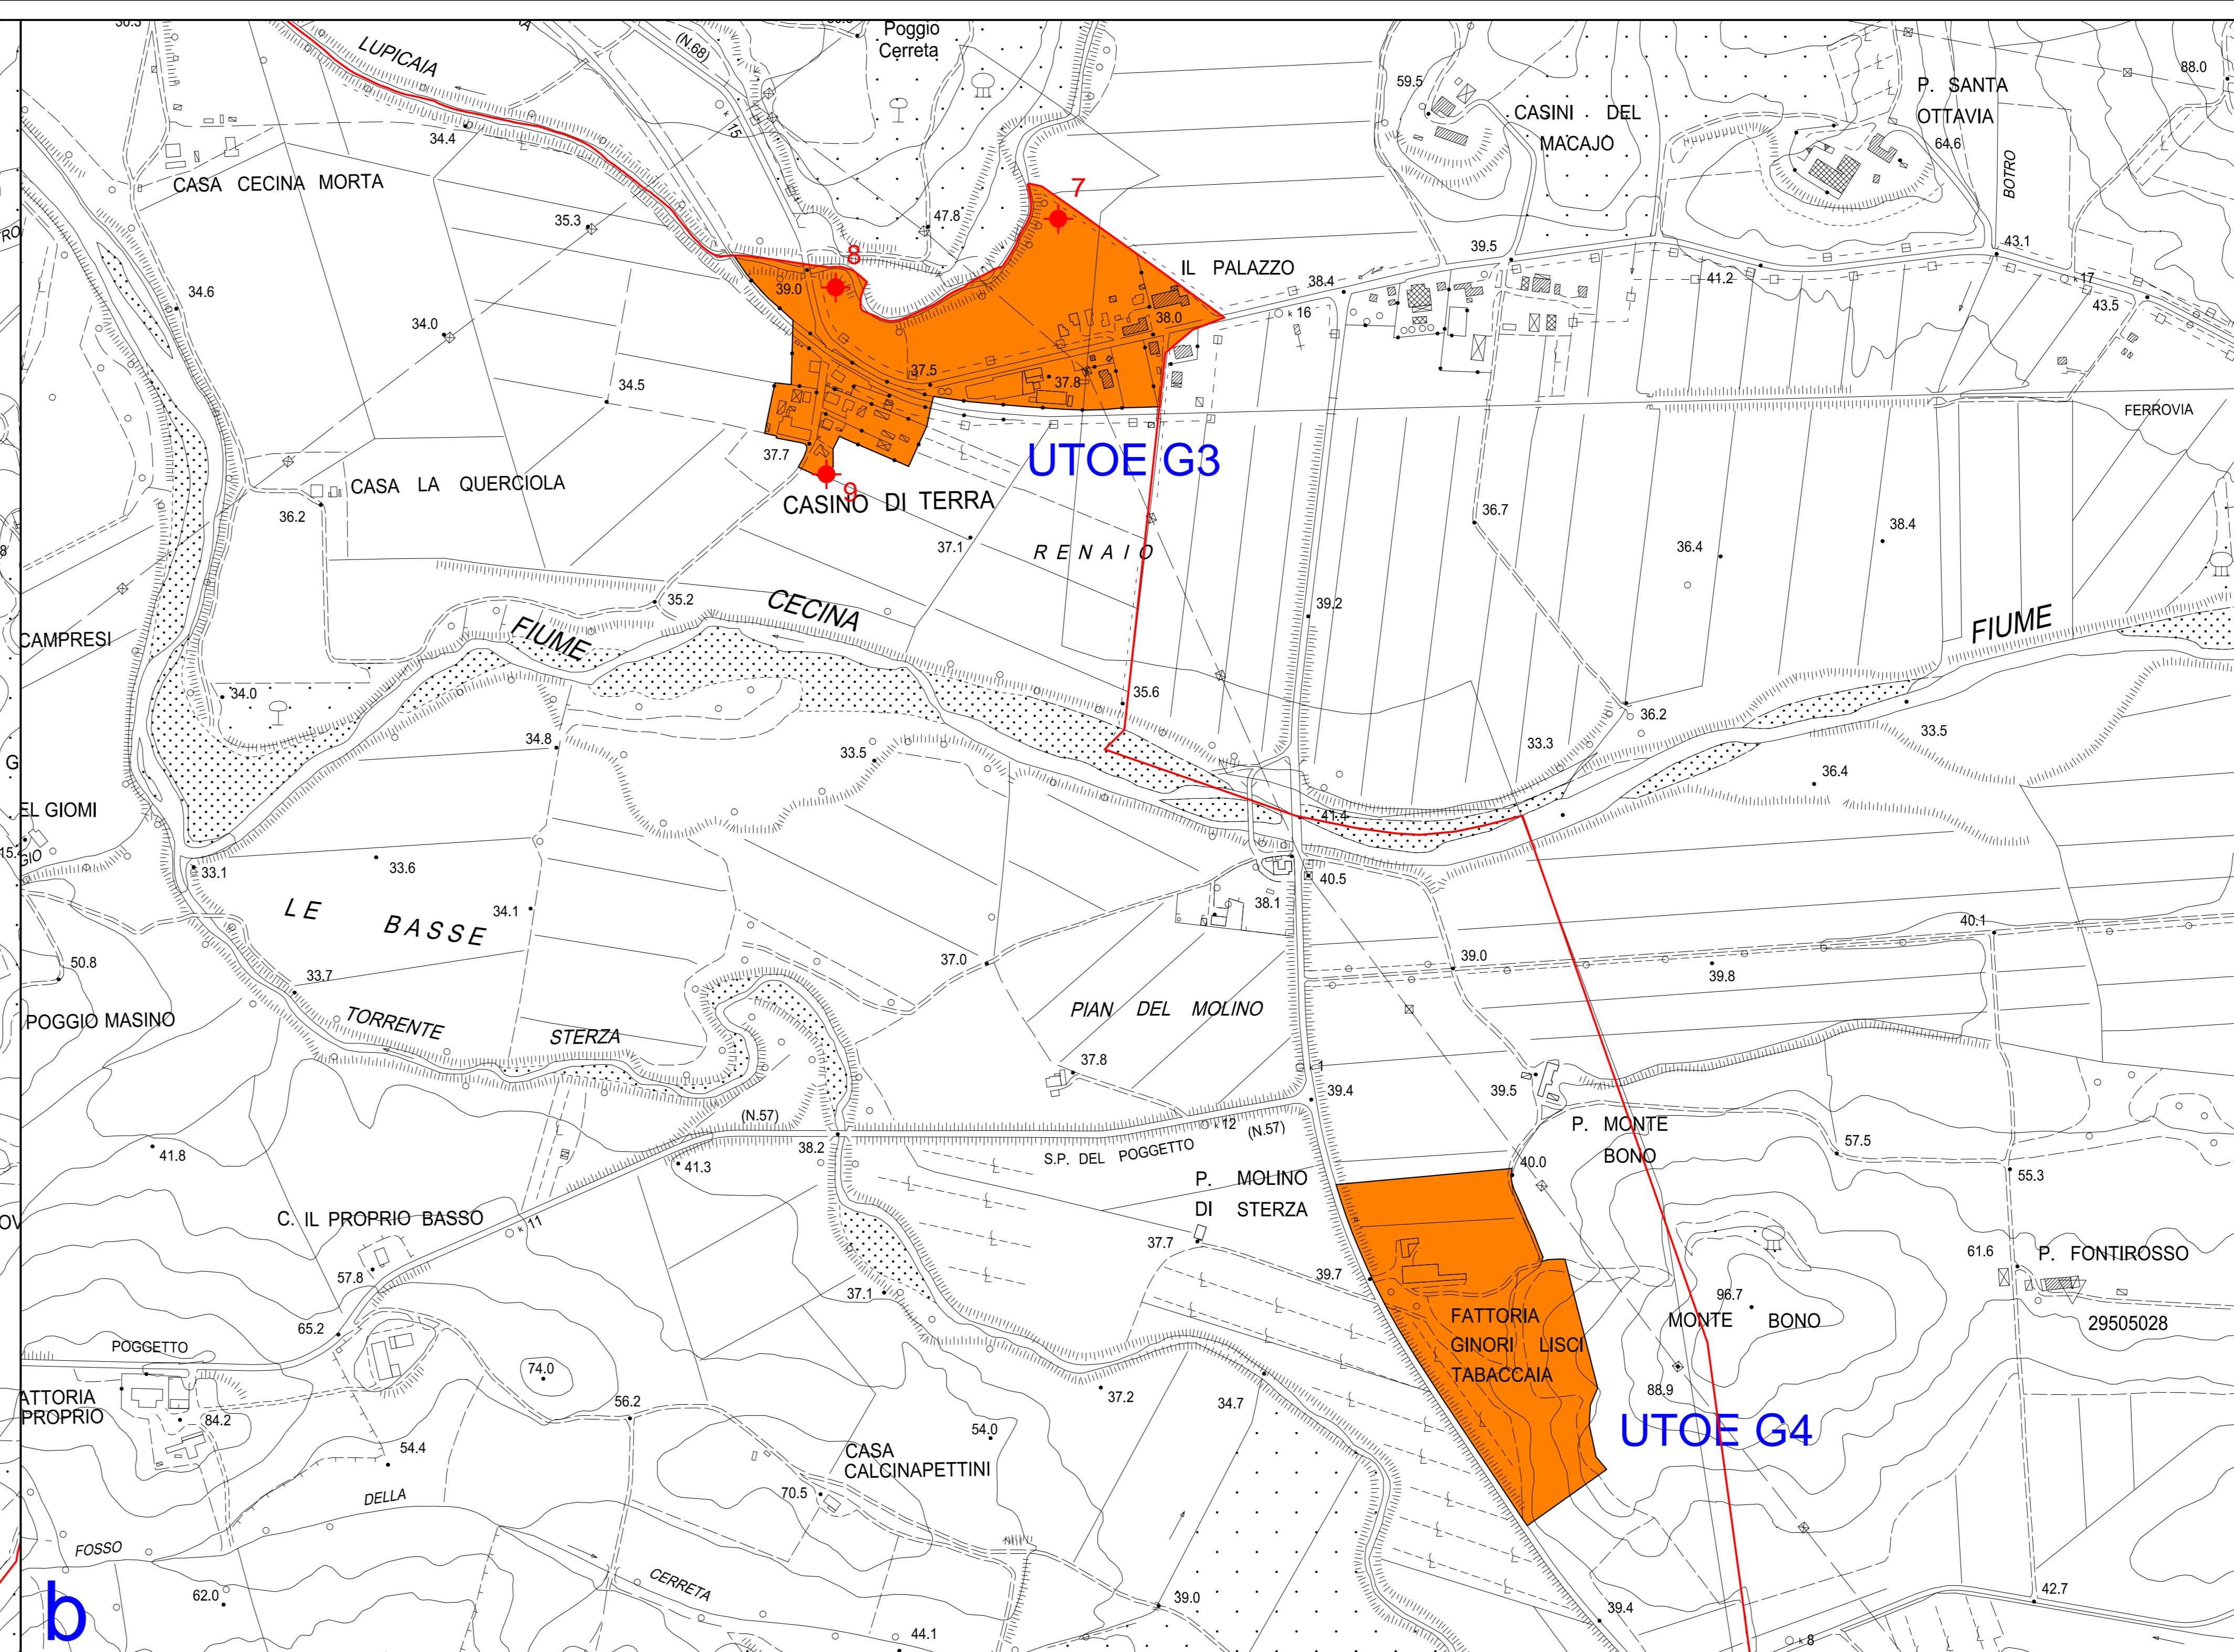 LUPICAIA
(N.68)
Poggio
Cerreta
k 15
59.5
CASINI DEL
MACAJO
P. SANTA
OTTAVIA
64.6
88.0
BOTRO
34.4
CASA CECINA MORTA
35.3
47.8
7
8
39.0
IL PALAZZO
38.4
39.5
41.2
43.1
k 17
43.5
34.6
34.0
34.5
37.5
38.0
37.8
k 16
FERROVIA
37.7
UTOE G3
9
CASINO DI TERRA
CASA LA QUERCIOLA
36.2
37.1
RENAIO
36.7
36.4
38.4
35.2
FIUME
CECINA
39.2
FIUME
CAMPRESI
34.0
35.6
36.2
34.8
33.5
33.3
33.5
36.4
G
EL GIOMI
GIO
41.4
33.1
33.6
40.5
38.1
LE BASSE
34.1
40.1
50.8
33.7
37.0
39.0
39.8
POGGIO MASINO
TORRENTE
STERZA
PIAN DEL MOLINO
37.8
1
39.4
39.5
(N.57)
38.2
k 12
(N.57)
S.P. DEL POGGETTO
P. MONTE
BONO
57.5
41.8
41.3
P. MOLINO
DI STERZA
40.0
55.3
C. IL PROPRIO BASSO
k 11
37.7
39.7
61.6
P. FONTIROSSO
57.8
37.1
96.7
MONTE BONO
29505028
FATTORIA
GINORI LISCI
TABACCAIA
65.2
POGGETTO
74.0
88.9
ATTORIA
PROPRIO
84.2
56.2
37.2
34.7
UTOE G4
54.4
54.0
CASA
CALCINAPETTINI
70.5
DELLA
FOSSO
CERRETA
62.0
b
39.0
39.4
42.7
44.1
k 8